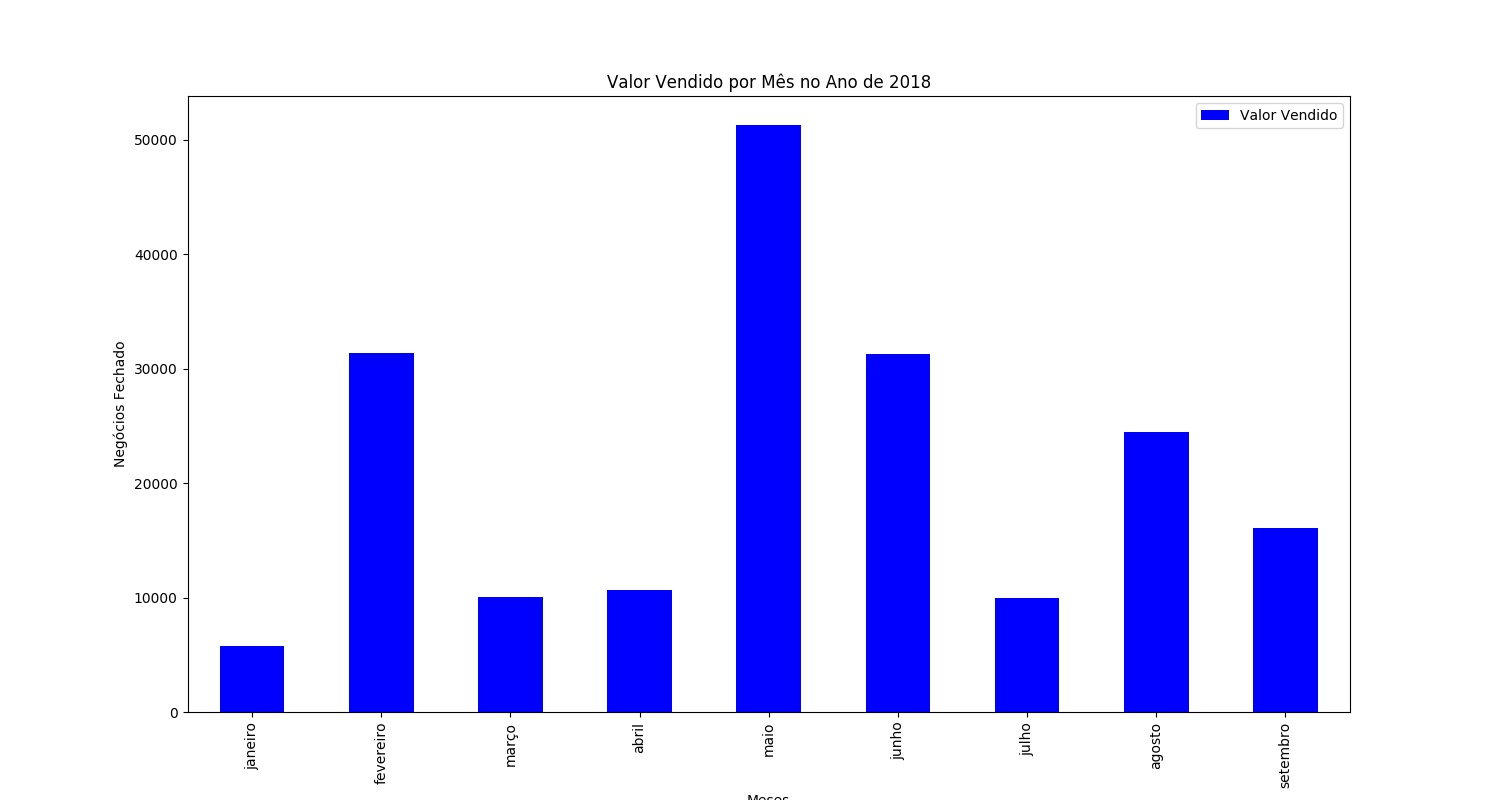 Valor Vendido por Mês no Ano de 2018
Valor Vendido
50000
40000
30000
20000
10000
0
Negócios Fechado
janeiro
fevereiro
março
abril
maio
junho
julho
agosto
setembro
Meses